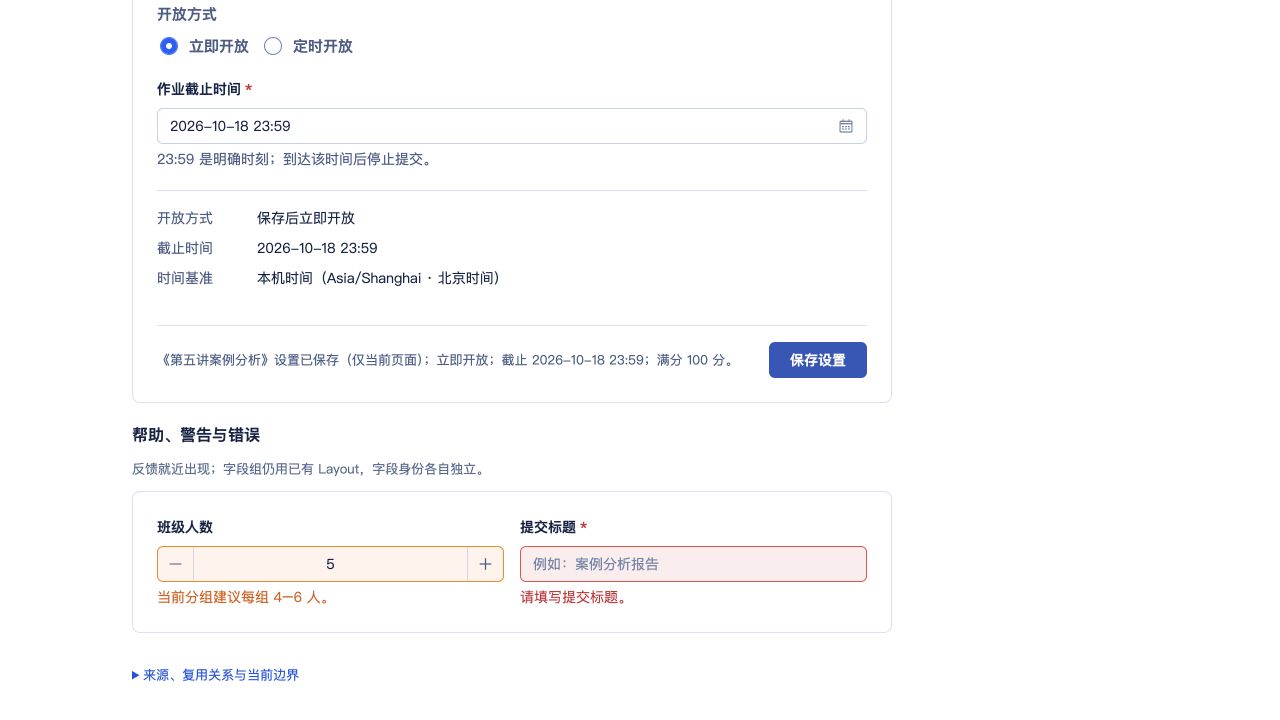 开放方式
立即开放 定时开放
作业截止时间 *
2026-10-18 23:59
23:59 是明确时刻；到达该时间后停止提交。
开放方式 保存后立即开放
截止时间 2026-10-18 23:59
时间基准 本机时间（Asia/Shanghai · 北京时间）
《第五讲案例分析》设置已保存（仅当前页面）；立即开放；截止 2026-10-18 23:59；满分 100 分。 保存设置
帮助、警告与错误
反馈就近出现；字段组仍用已有 Layout，字段身份各自独立。
班级人数 提交标题 *
5 例如：案例分析报告
当前分组建议每组 4—6 人。 请填写提交标题。
来源、复用关系与当前边界